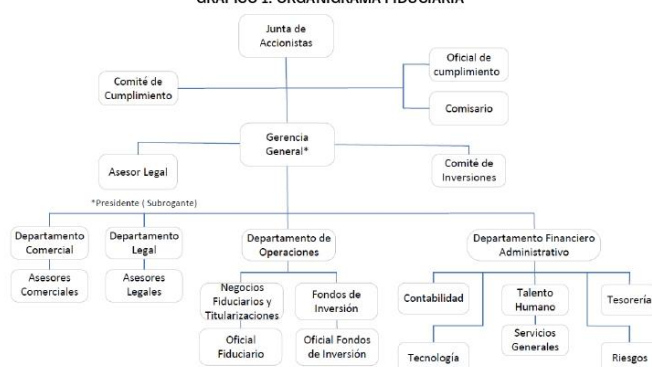 GRÁFICO 1. ORGANIGRAMA FIDUCIARIA
Junta de
Accionistas
Comité de
Cumplimiento
Oficial de
cumplimiento
Comisario
Gerencia
General*
Asesor Legal
Comité de
Inversiones
*Presidente ( Subrogante)
Departamento
Comercial
Departamento
Legal
Departamento de
Operaciones
Departamento Financiero
Administrativo
Asesores
Comerciales
Asesores
Legales
Negocios
Fiduciarios y
Titularizaciones
Fondos de
Inversión
Contabilidad
Talento
Humano
Tesorería
Oficial
Fiduciario
Oficial Fondos
de Inversión
Servicios
Generales
Tecnología
Riesgos